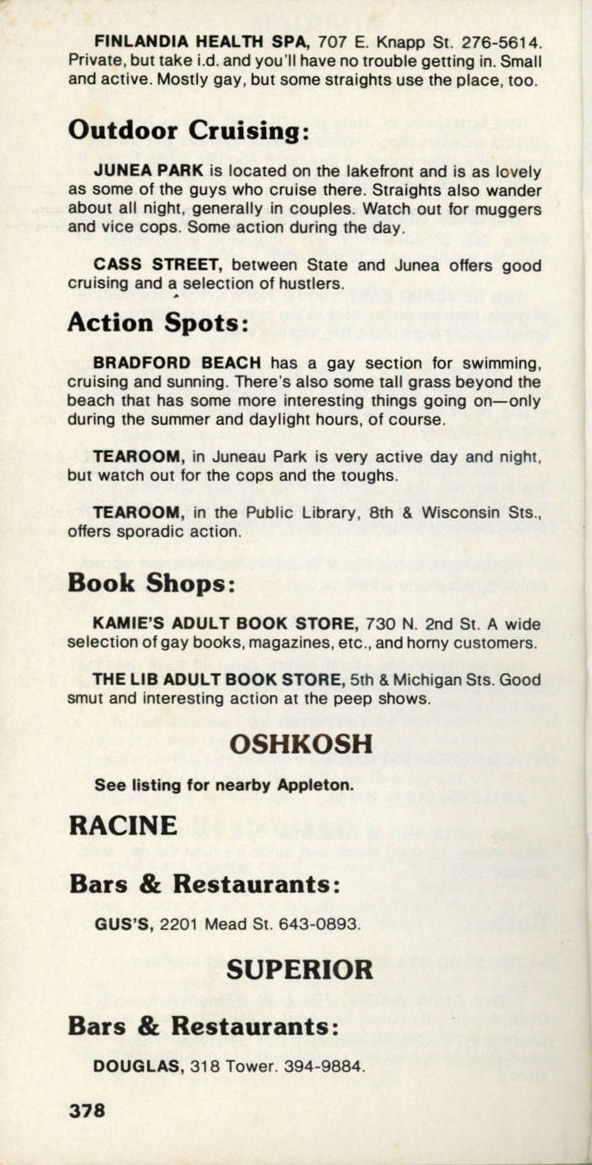 FINLANDIA HEALTH SPA, 707 E. Knapp St. 276-5614.
Private, but take i.d. and you'll have no trouble getting in. Small
and active. Mostly gay, but some straights use the place, too.
Outdoor Cruising:
JUNEA PARK is located on the lakefront and is as lovely
as some of the guys who cruise there. Straights also wander
about all night, generally in couples. Watch out for muggers
and vice cops. Some action during the day.
CASS STREET, between State and Junea offers good
cruising and a selection of hustlers.
Action Spots:
BRADFORD BEACH has a gay section for swimming,
cruising and sunning. There's also some tall grass beyond the
beach that has some more interesting things going on—only
during the summer and daylight hours, of course.
TEAROOM, in Juneau Park is very active day and night,
but watch out for the cops and the toughs.
TEAROOM, in the Public Library, 8th & Wisconsin Sts.,
offers sporadic action.
Book Shops:
KAMIE'S ADULT BOOK STORE, 730 N. 2nd St. A wide
selection of gay books, magazines, etc., and horny customers.
THE LIB ADULT BOOK STORE, 5th & Michigan Sts. Good
smut and interesting action at the peep shows.
OSHKOSH
See listing for nearby Appleton.
RACINE
Bars & Restaurants:
GUS'S, 2201 Mead St. 643-0893.
SUPERIOR
Bars & Restaurants:
DOUGLAS, 318 Tower. 394-9884.
378